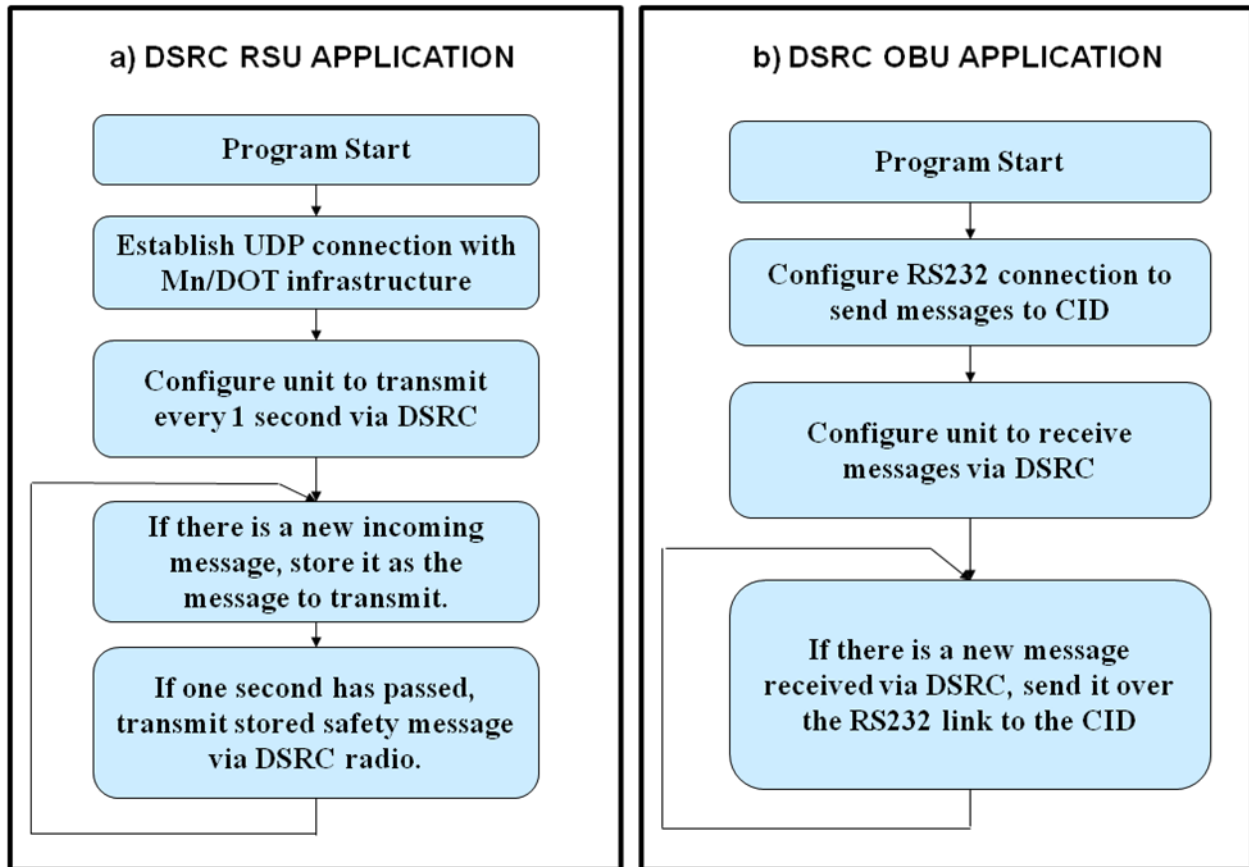 a) DSRC RSU APPLICATION
Program Start
Establish UDP connection with
Mn/DOT infrastructure
Configure unit to transmit
every 1 second via DSRC
If there is a new incoming
message, store it as the
message to transmit.
If one second has passed,
transmit stored safety message
via DSRC radio.
b) DSRC OBU APPLICATION
Program Start
Configure RS232 connection to
send messages to CID
Configure unit to receive
messages via DSRC
If there is a new message
received via DSRC, send it over
the RS232 link to the CID